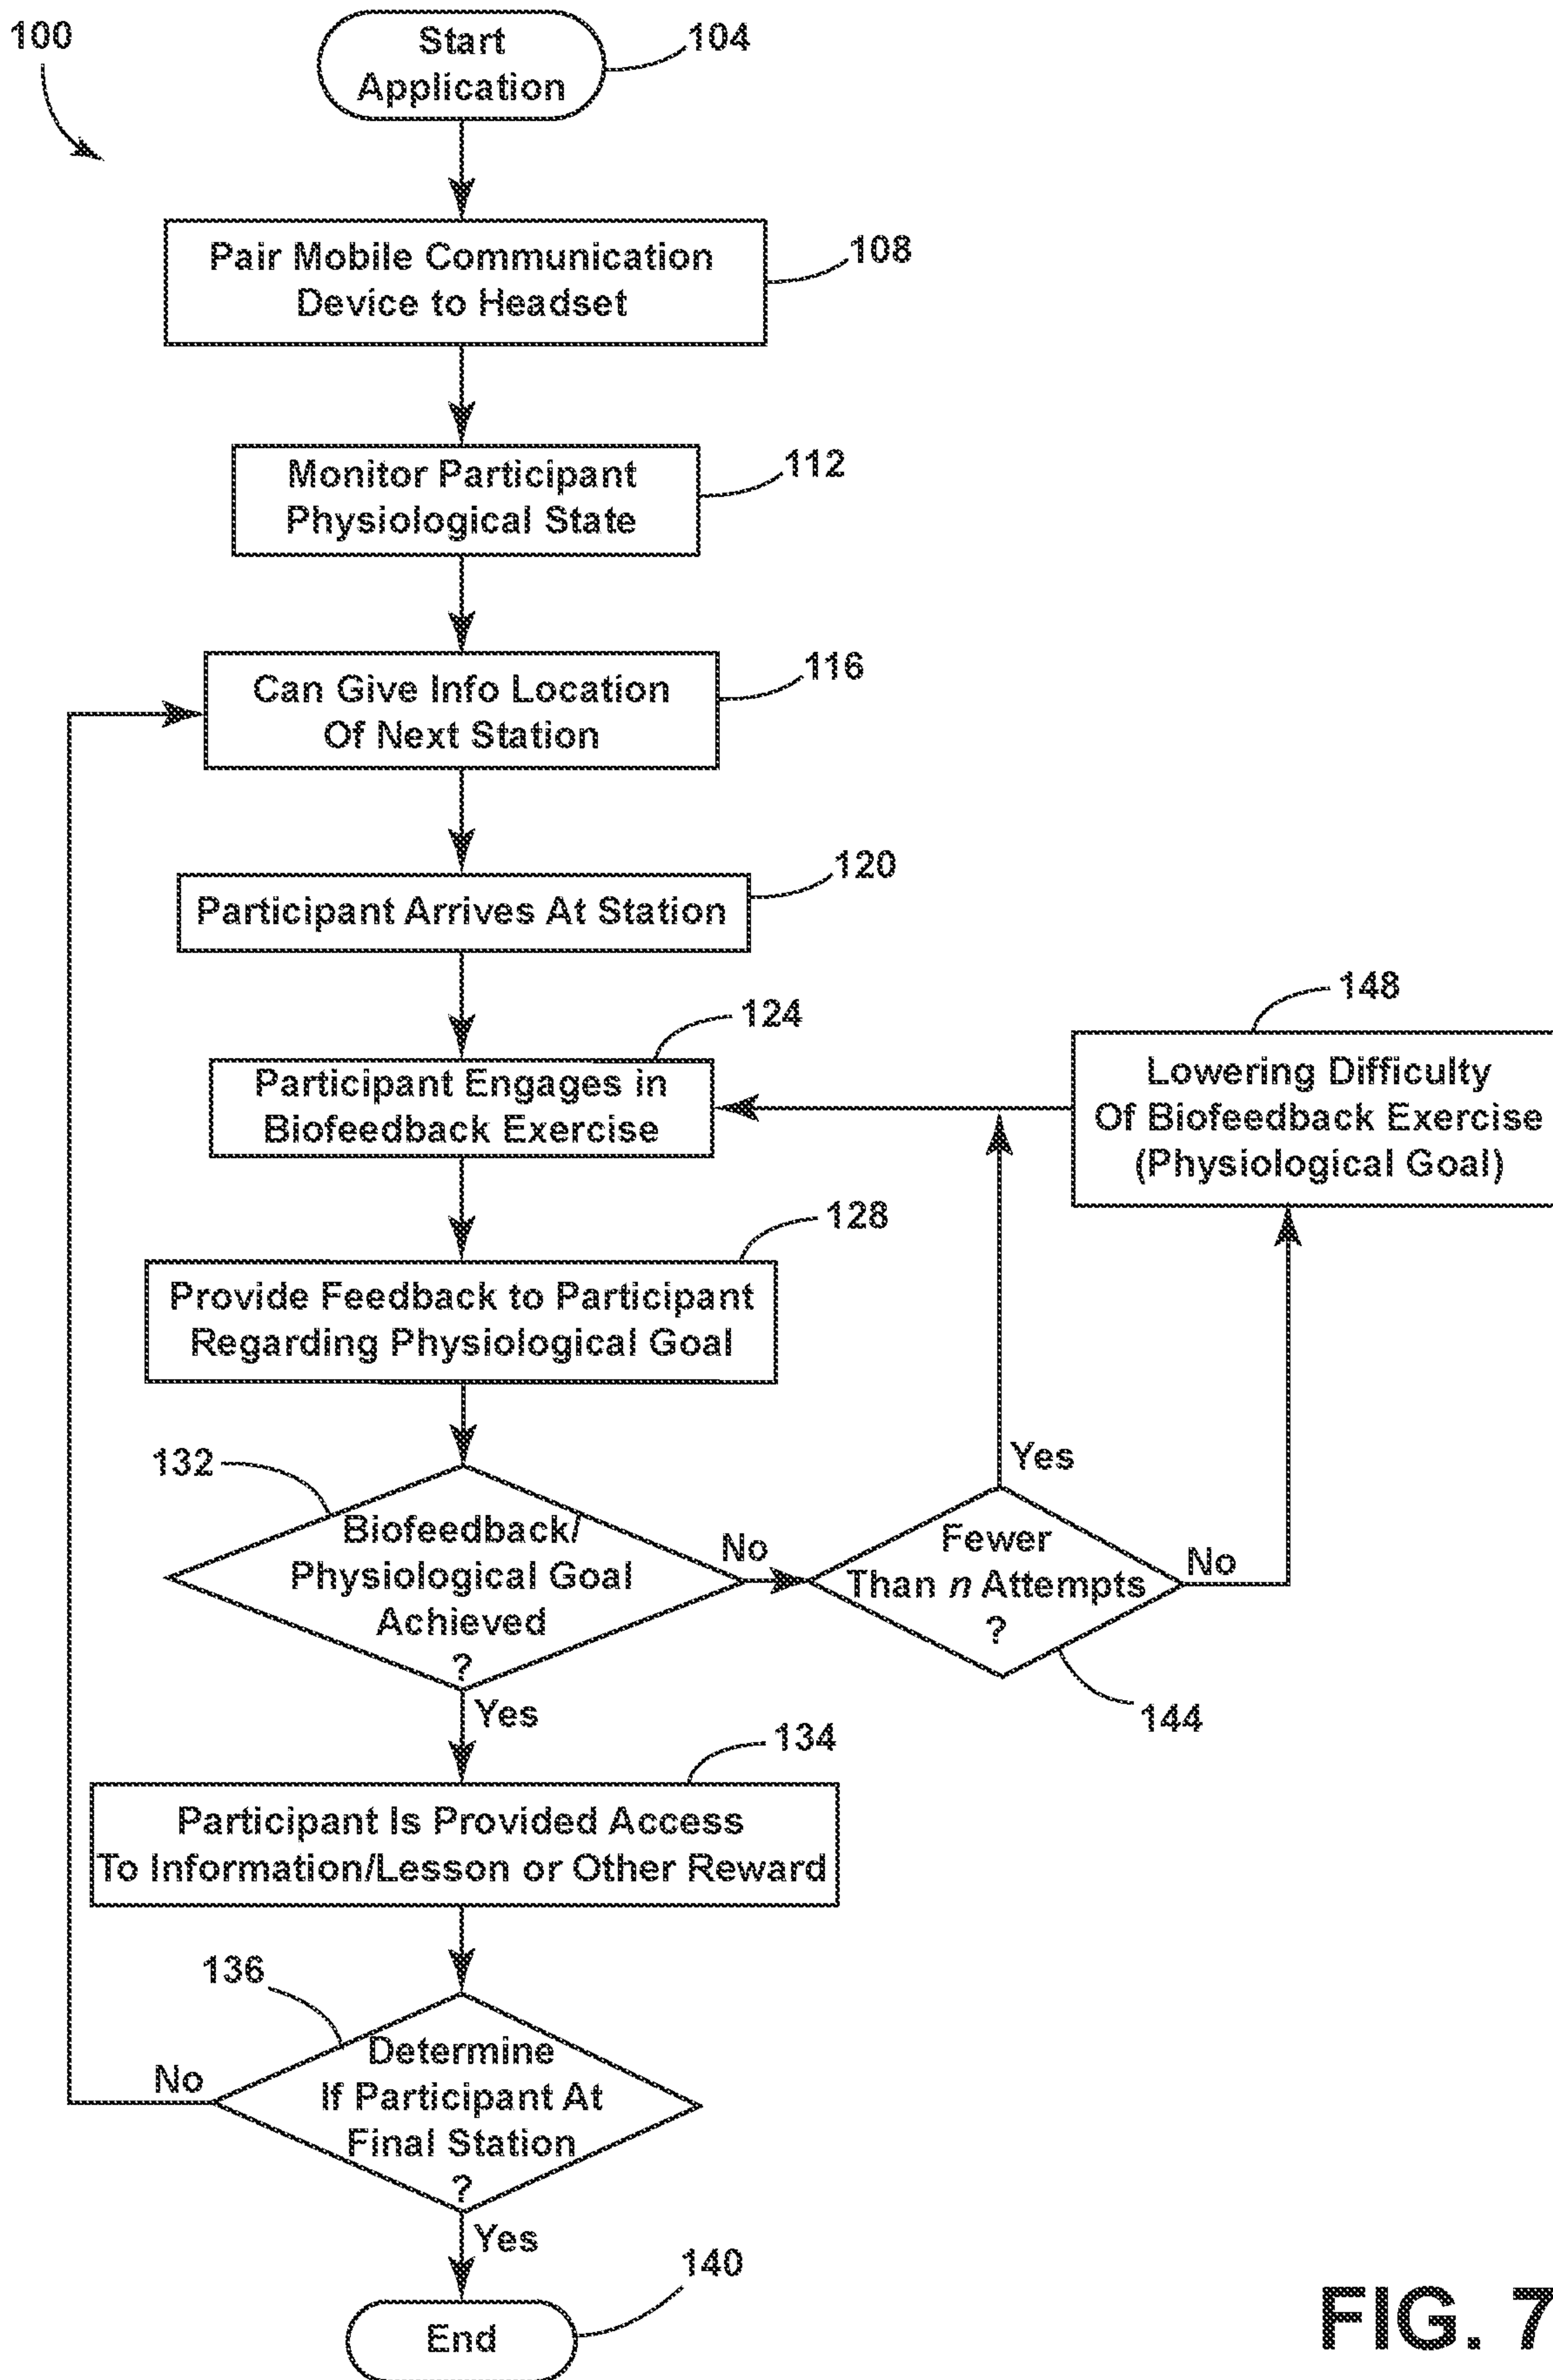 100
Start
Application
104
Pair Mobile Communication
Device to Headset
108
Monitor Participant
Physiological State
112
Can Give Info Location
Of Next Station
116
Participant Arrives At Station
120
Participant Engages in
Biofeedback Exercise
124
Lowering Difficulty
Of Biofeedback Exercise
(Physiological Goal)
148
Provide Feedback to Participant
Regarding Physiological Goal
128
132
Biofeedback/
Physiological Goal
Achieved
?
No
Yes
Fewer
Than n Attempts
?
Yes
No
144
134
Participant Is Provided Access
To Information/Lesson or Other Reward
136
Determine
If Participant At
Final Station
?
No
Yes
End
140
FIG. 7